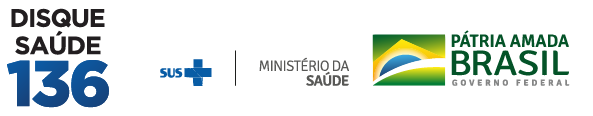 DISQUE
SAÚDE
136
SUS
MINISTÉRIO DA
SAÚDE
PÁTRIA AMADA
BRASIL
GOVERNO FEDERAL